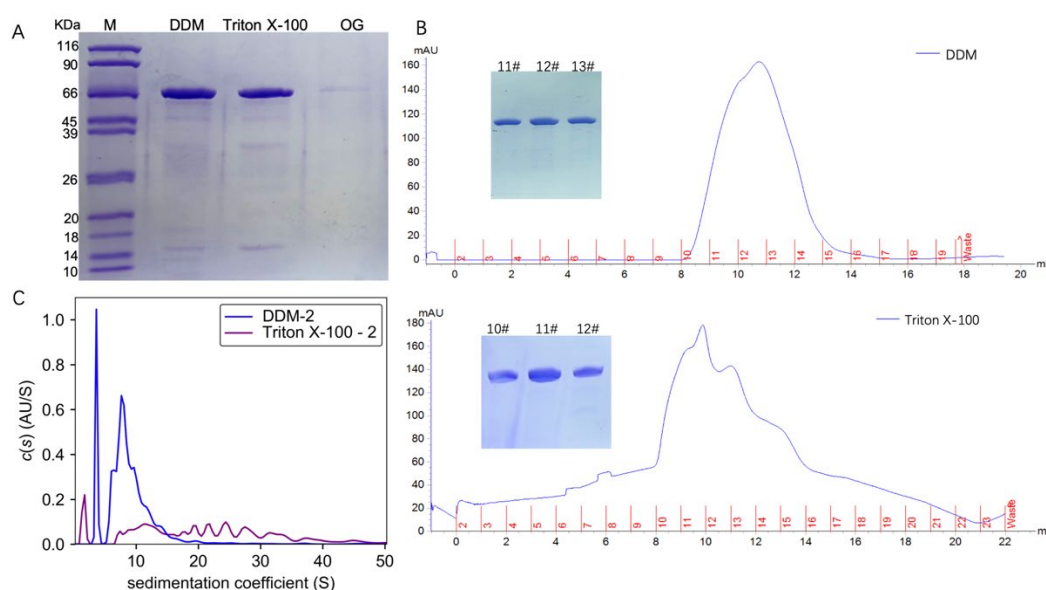 A
KDa M DDM Triton X-100 OG
116
90
66
45
39
26
20
18
14
10
B
mAU
DDM
160
140
120
100
80
60
40
20
0
11# 12# 13#
2 3 4 5 6 7 8 9 10 11 12 13 14 15 16 17 18 19 Waste
0 2 4 6 8 10 12 14 16 18 20 m
C
DDM-2
Triton X-100 - 2
c(s) (AU/S)
1.0
0.8
0.6
0.4
0.2
0.0
10 20 30 40 50
sedimentation coefficient (S)
mAU
Triton X-100
180
160
140
120
100
80
60
40
20
0
10# 11# 12#
2 3 4 5 6 7 8 9 10 11 12 13 14 15 16 17 18 19 20 21 22 23 Waste
0 2 4 6 8 10 12 14 16 18 20 22 m